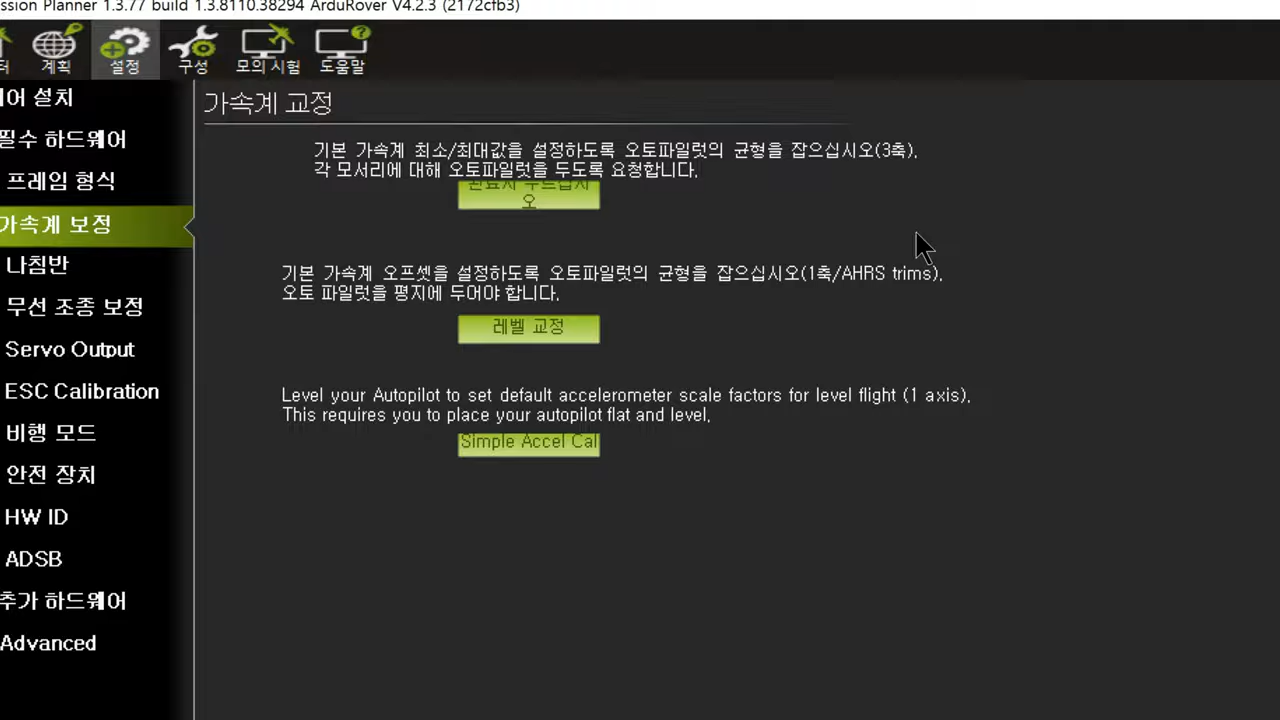 ssion Planner 1.3.77 build 1.3.8110.38294 ArduRover V4.2.3 (2172cfb3)
터 계획 설정 구성 모의 시험 도움말
어 설치
필수 하드웨어
프레임 형식
가속계 보정
나침반
무선 조종 보정
Servo Output
ESC Calibration
비행 모드
안전 장치
HW ID
ADSB
추가 하드웨어
Advanced
가속계 교정
기본 가속계 최소/최대값을 설정하도록 오토파일럿의 균형을 잡으십시오(3축).
각 모서리에 대해 오토파일럿을 두도록 요청합니다.
완료시 누르십시
오
기본 가속계 오프셋을 설정하도록 오토파일럿의 균형을 잡으십시오(1축/AHRS trims).
오토 파일럿을 평지에 두어야 합니다.
레벨 교정
Level your Autopilot to set default accelerometer scale factors for level flight (1 axis).
This requires you to place your autopilot flat and level.
Simple Accel Cal